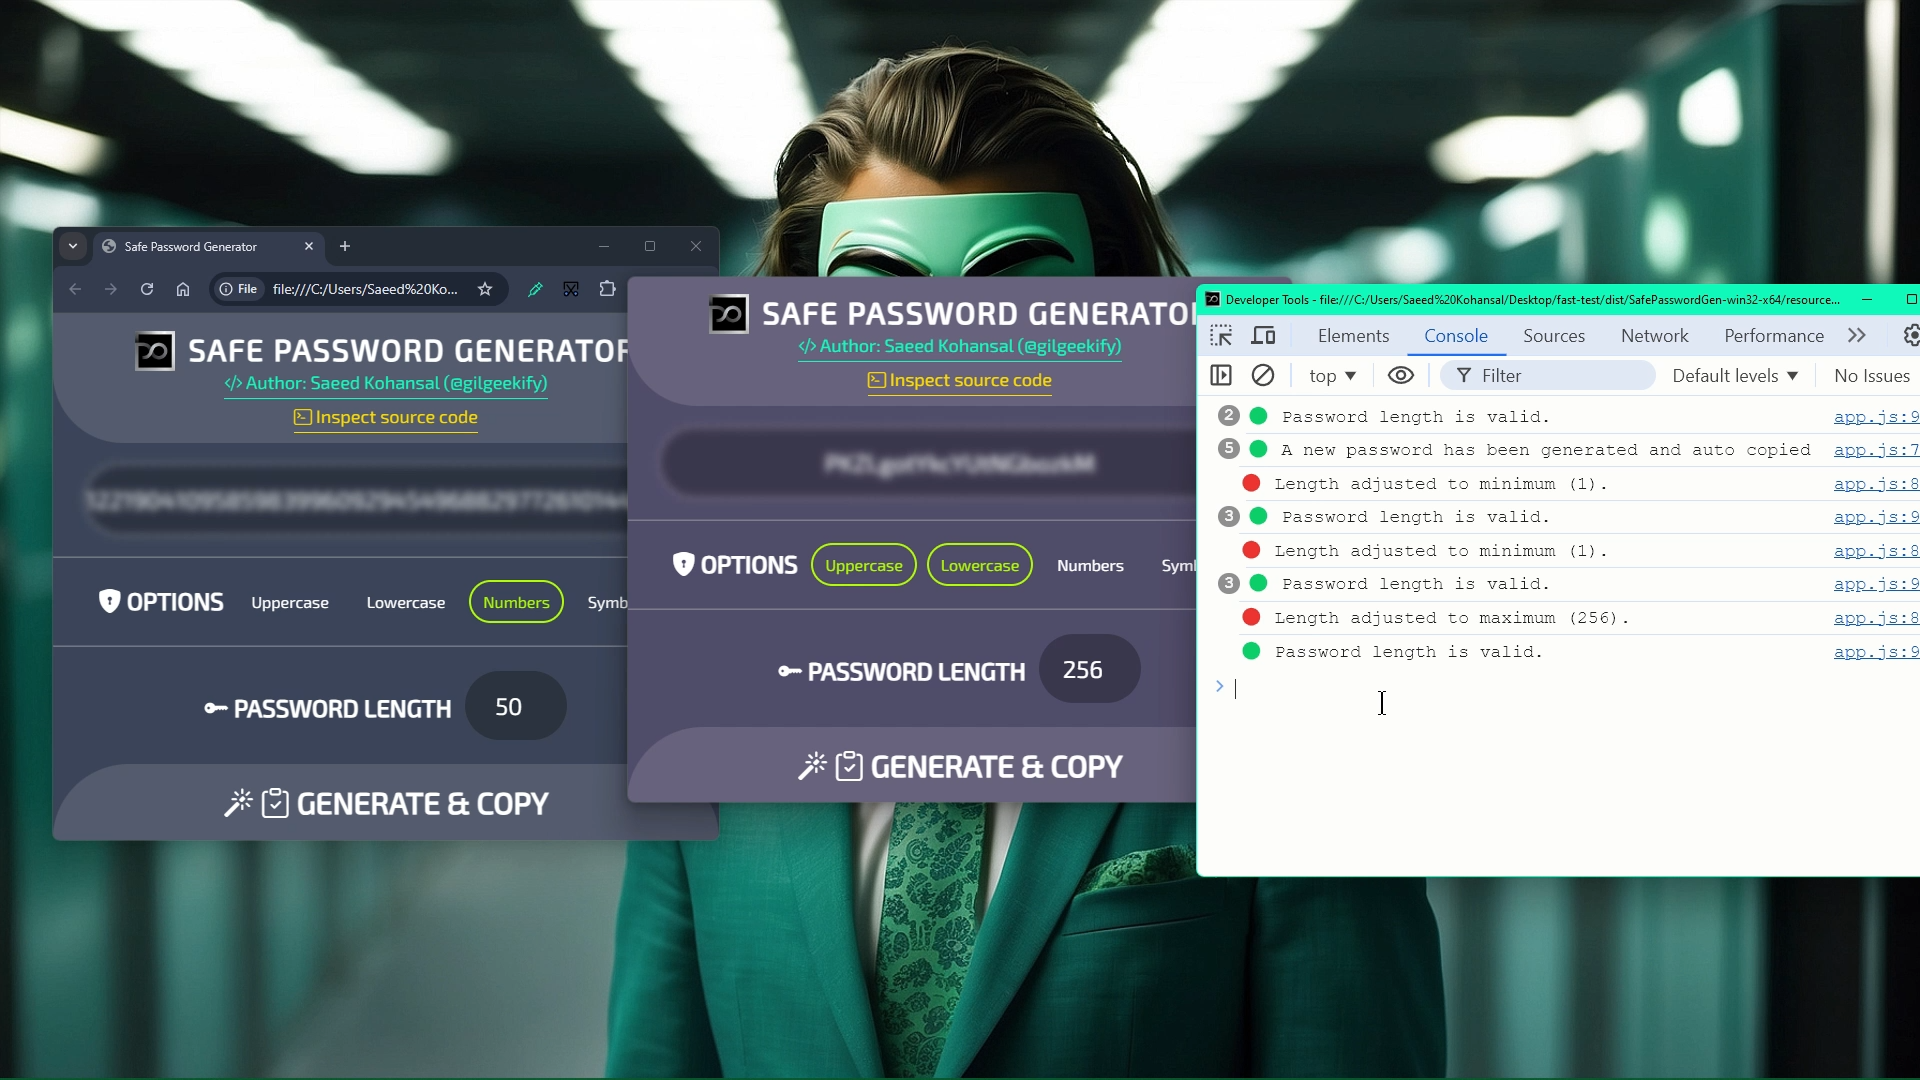 Safe Password Generator
File
file:///C:/Users/Saeed%20Ko...
SAFE PASSWORD GENERATOR
</> Author: Saeed Kohansal (@gilgeekify)
Inspect source code
OPTIONS
Uppercase
Lowercase
Numbers
Symb
PASSWORD LENGTH
50
GENERATE & COPY
SAFE PASSWORD GENERATO
</> Author: Saeed Kohansal (@gilgeekify)
Inspect source code
OPTIONS
Uppercase
Lowercase
Numbers
Syml
PASSWORD LENGTH
256
GENERATE & COPY
Developer Tools - file:///C:/Users/Saeed%20Kohansal/Desktop/fast-test/dist/SafePasswordGen-win32-x64/resource...
Elements Console Sources Network Performance
top Filter Default levels No Issues
2 Password length is valid. app.js:9
5 A new password has been generated and auto copied app.js:7
Length adjusted to minimum (1). app.js:8
3 Password length is valid. app.js:9
Length adjusted to minimum (1). app.js:8
3 Password length is valid. app.js:9
Length adjusted to maximum (256). app.js:8
Password length is valid. app.js:9